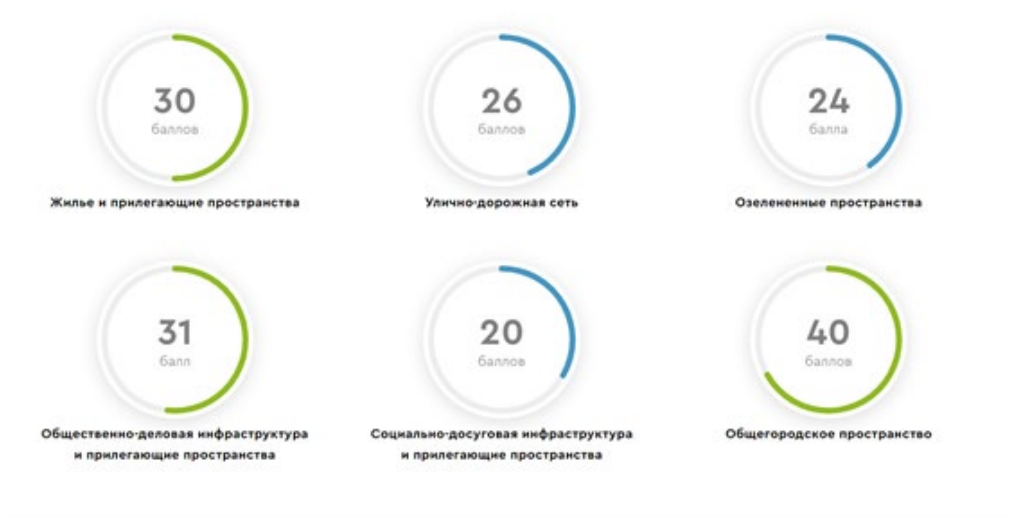 30
баллов
Жилье и прилегающие пространства
26
баллов
Улично-дорожная сеть
24
балла
Озелененные пространства
31
балл
Общественно-деловая инфраструктура
и прилегающие пространства
20
баллов
Социально-досуговая инфраструктура
и прилегающие пространства
40
баллов
Общегородское пространство